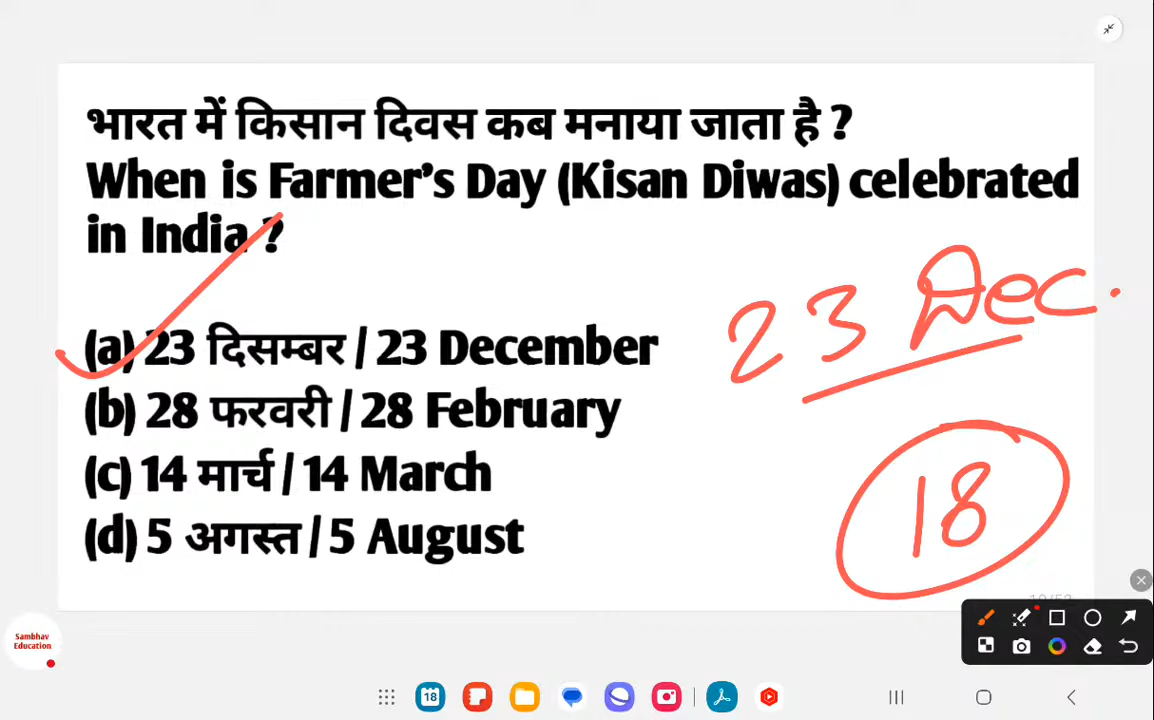 भारत में किसान दिवस कब मनाया जाता है ?
When is Farmer's Day (Kisan Diwas) celebrated
in India ?
(a) 23 दिसम्बर / 23 December
(b) 28 फरवरी / 28 February
(c) 14 मार्च / 14 March
(d) 5 अगस्त / 5 August
23 Dec.
18
Sambhav
Education
18